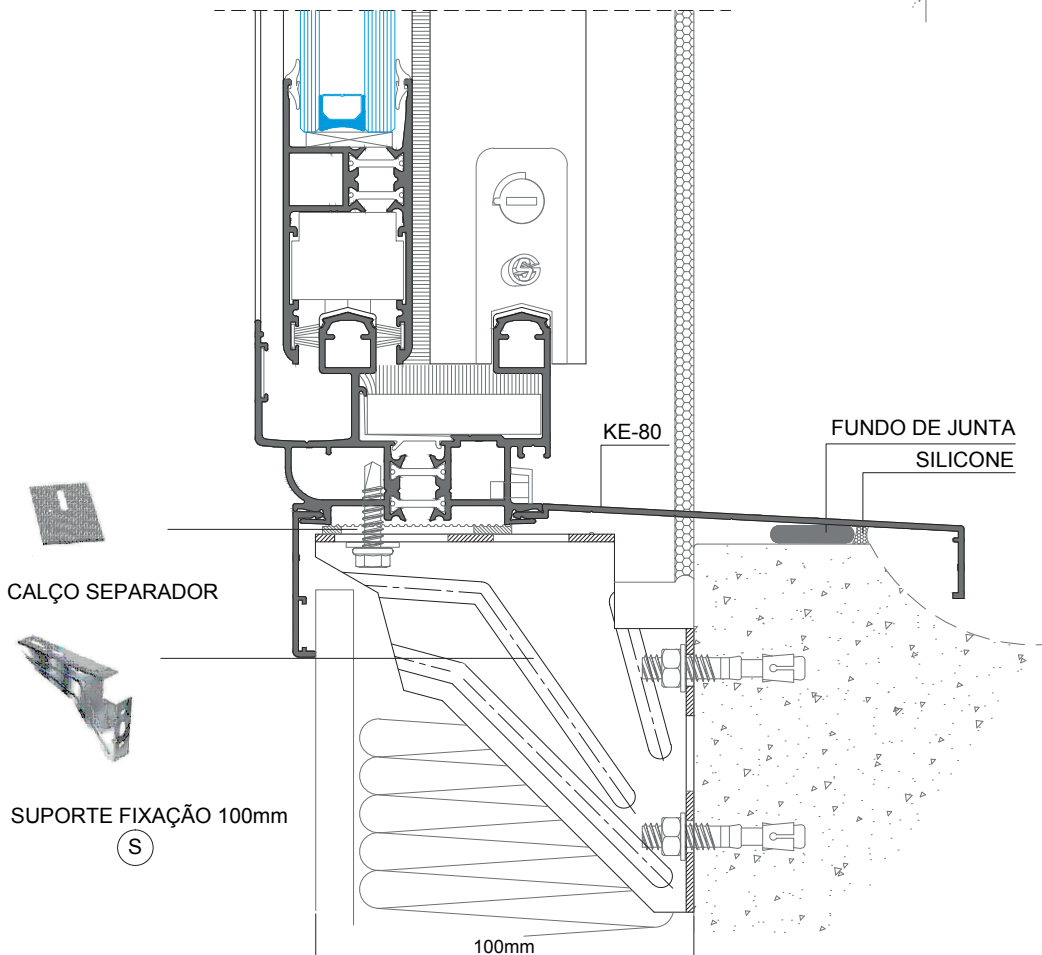 KE-80
FUNDO DE JUNTA
SILICONE
CALÇO SEPARADOR
SUPORTE FIXAÇÃO 100mm
S
100mm